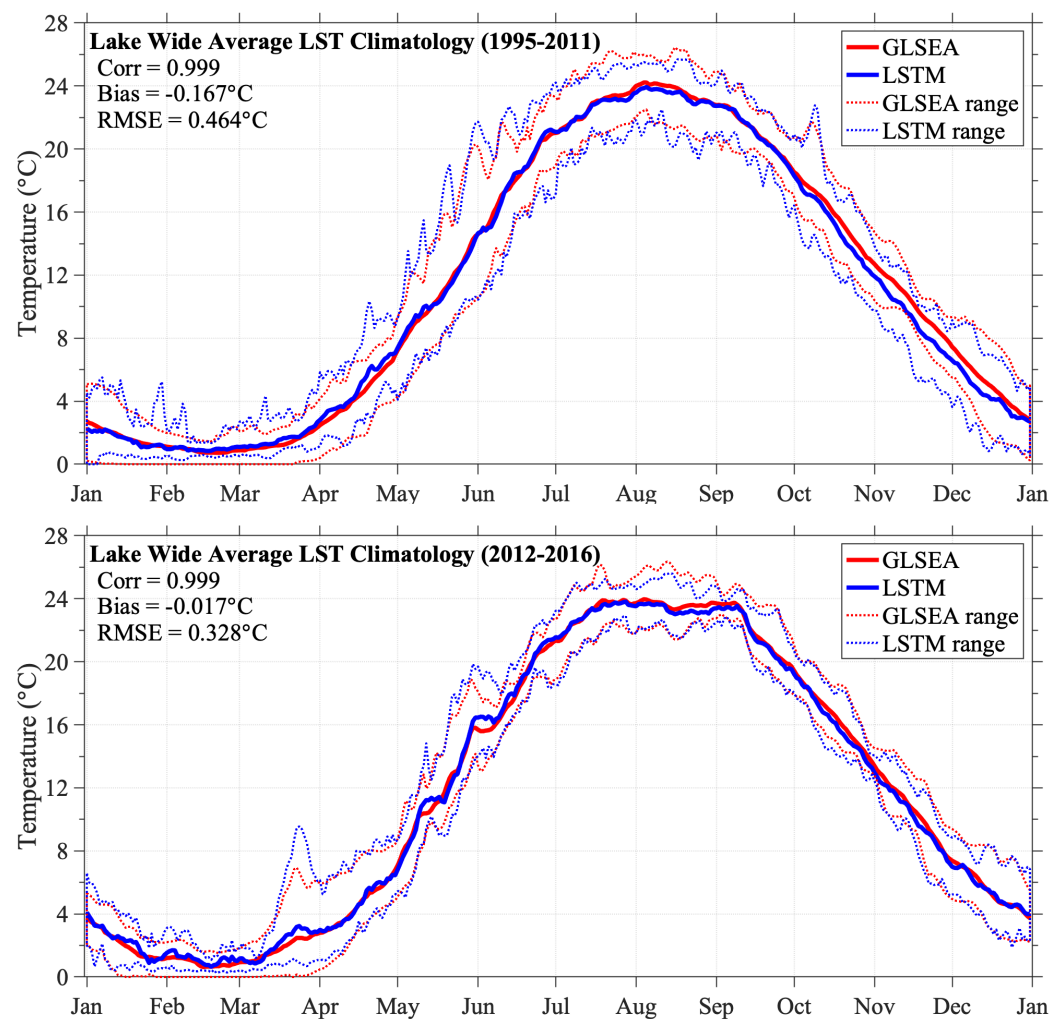 Lake Wide Average LST Climatology (1995-2011)
Corr = 0.999
Bias = -0.167°C
RMSE = 0.464°C
GLSEA
LSTM
GLSEA range
LSTM range
Temperature (°C)
28
24
20
16
12
8
4
0
Jan Feb Mar Apr May Jun Jul Aug Sep Oct Nov Dec Jan
Lake Wide Average LST Climatology (2012-2016)
Corr = 0.999
Bias = -0.017°C
RMSE = 0.328°C
GLSEA
LSTM
GLSEA range
LSTM range
Temperature (°C)
28
24
20
16
12
8
4
0
Jan Feb Mar Apr May Jun Jul Aug Sep Oct Nov Dec Jan